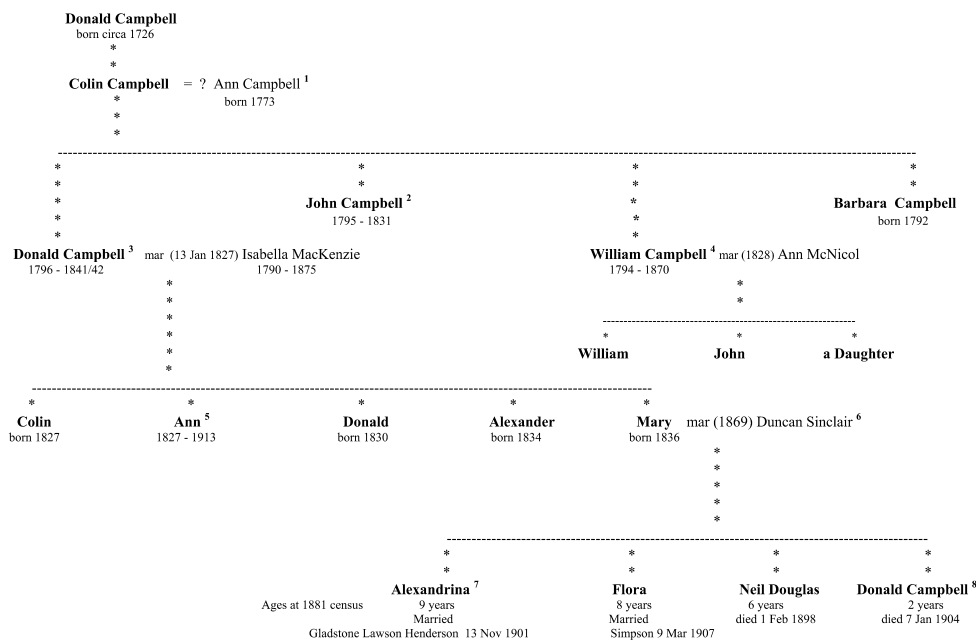 Donald Campbell
born circa 1726
*
*
Colin Campbell = ? Ann Campbell 1
born 1773
*
*
*
------------------------------------------------------------
* * * *
* * * *
* John Campbell 2 * Barbara Campbell
* 1795 - 1831 * born 1792
* *
Donald Campbell 3 mar (13 Jan 1827) Isabella MacKenzie William Campbell 4 mar (1828) Ann McNicol
1796 - 1841/42 1790 - 1875 1794 - 1870
* *
* *
* ------------------------------
* * * *
* William John a Daughter
*
------------------------------------------------------------
* * * * *
Colin Ann 5 Donald Alexander Mary mar (1869) Duncan Sinclair 6
born 1827 1827 - 1913 born 1830 born 1834 born 1836
*
*
*
*
*
------------------------------------------------------------
* * * *
* * * *
Alexandrina 7 Flora Neil Douglas Donald Campbell 8
Ages at 1881 census 9 years 8 years 6 years 2 years
Married Married died 1 Feb 1898 died 7 Jan 1904
Gladstone Lawson Henderson 13 Nov 1901 Simpson 9 Mar 1907